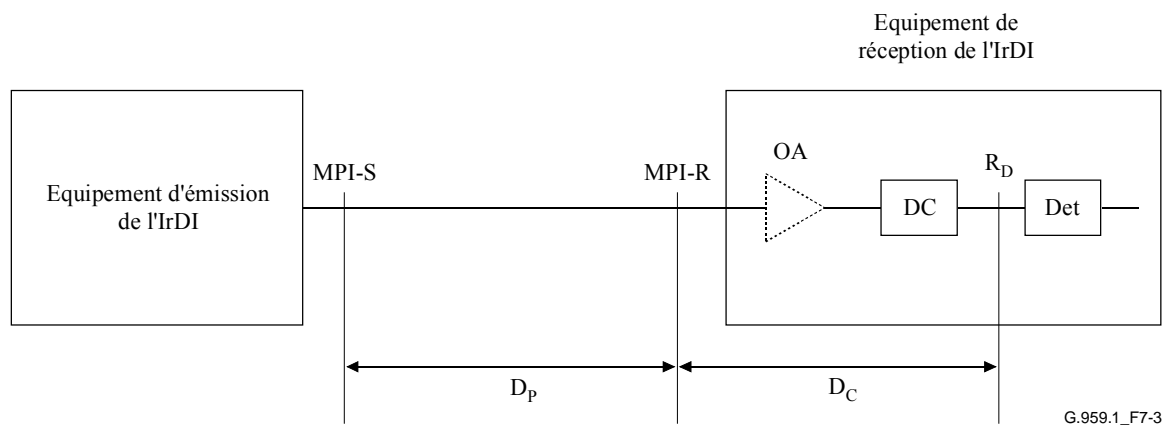 Equipement de
réception de l'IrDI
Equipement d'émission
de l'IrDI
MPI-S
MPI-R
OA
DC
R_D
Det
D_P
D_C
G.959.1_F7-3